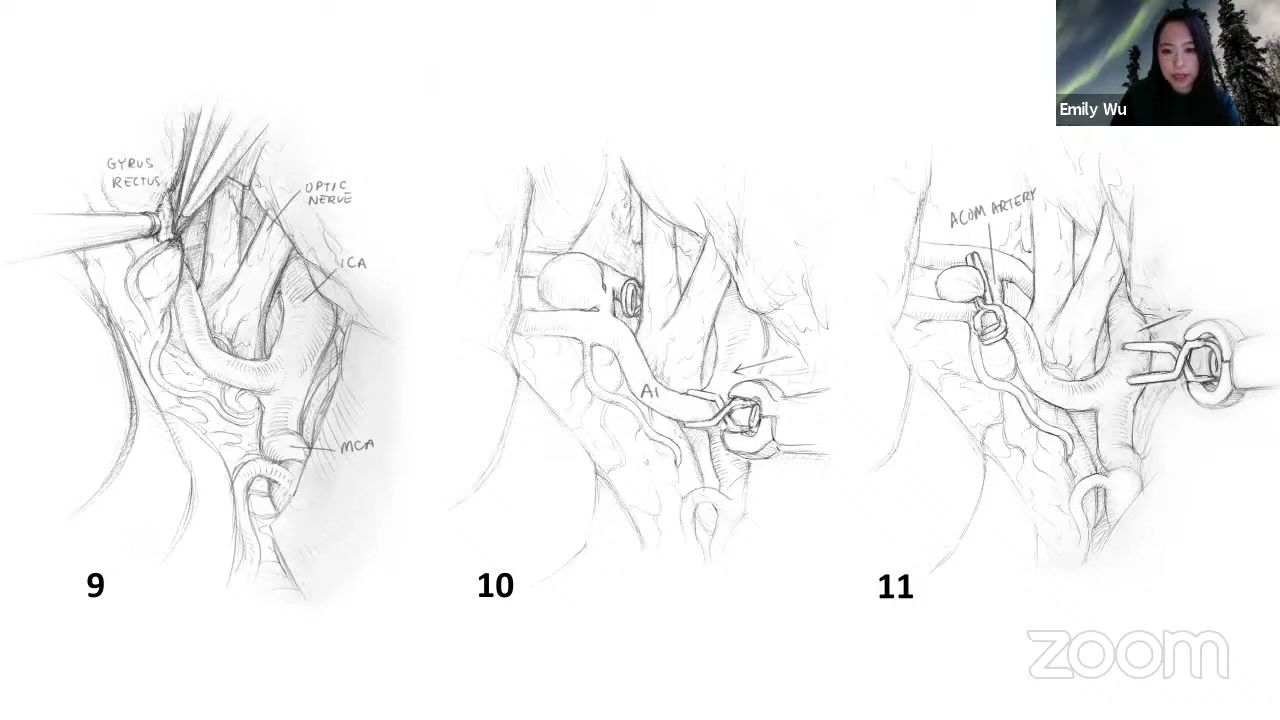 Emily Wu
GYRUS
RECTUS
OPTIC
NERVE
ICA
MCA
9
A1
10
ACOM ARTERY
11
zoom